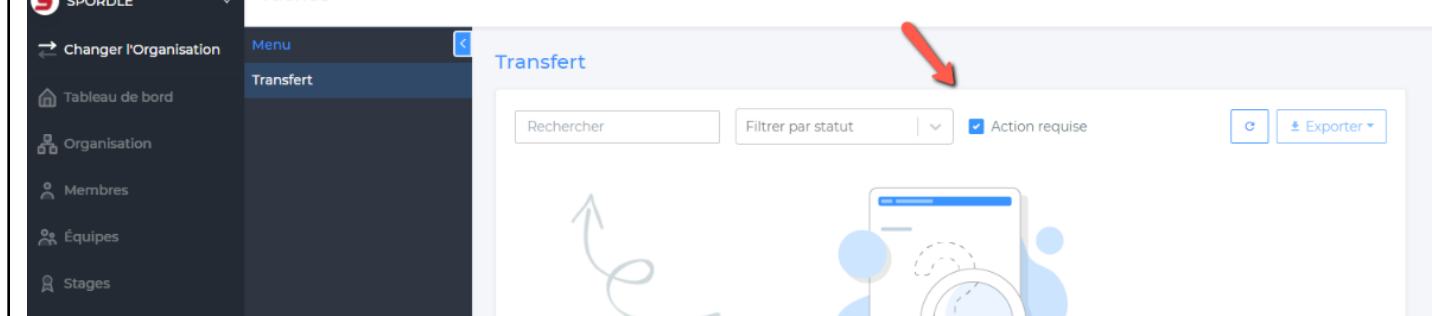 SPORDLE
Changer l'Organisation
Tableau de bord
Organisation
Membres
Équipes
Stages
Menu
Transfert
Transfert
Rechercher
Filtrer par statut
Action requise
Exporter